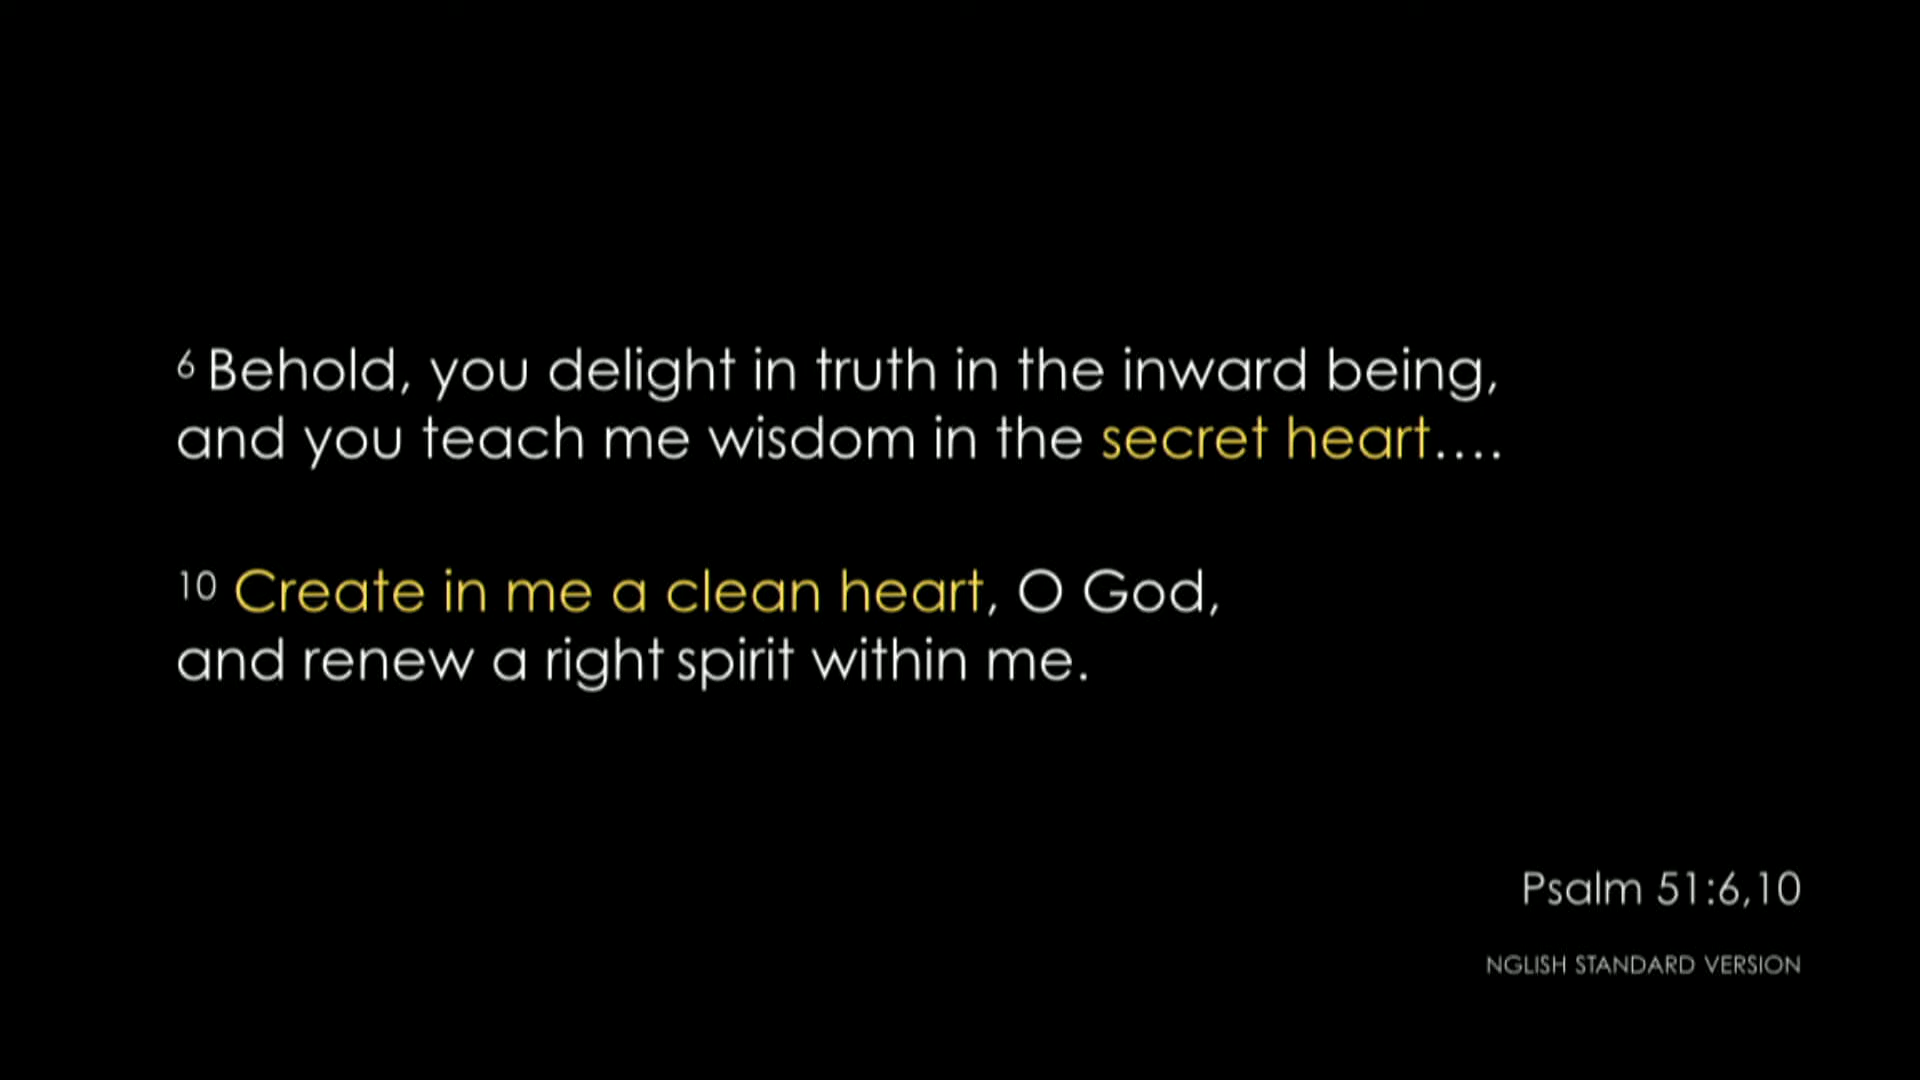 6 Behold, you delight in truth in the inward being,
and you teach me wisdom in the secret heart....
10 Create in me a clean heart, O God,
and renew a right spirit within me.
Psalm 51:6,10
NGLISH STANDARD VERSION